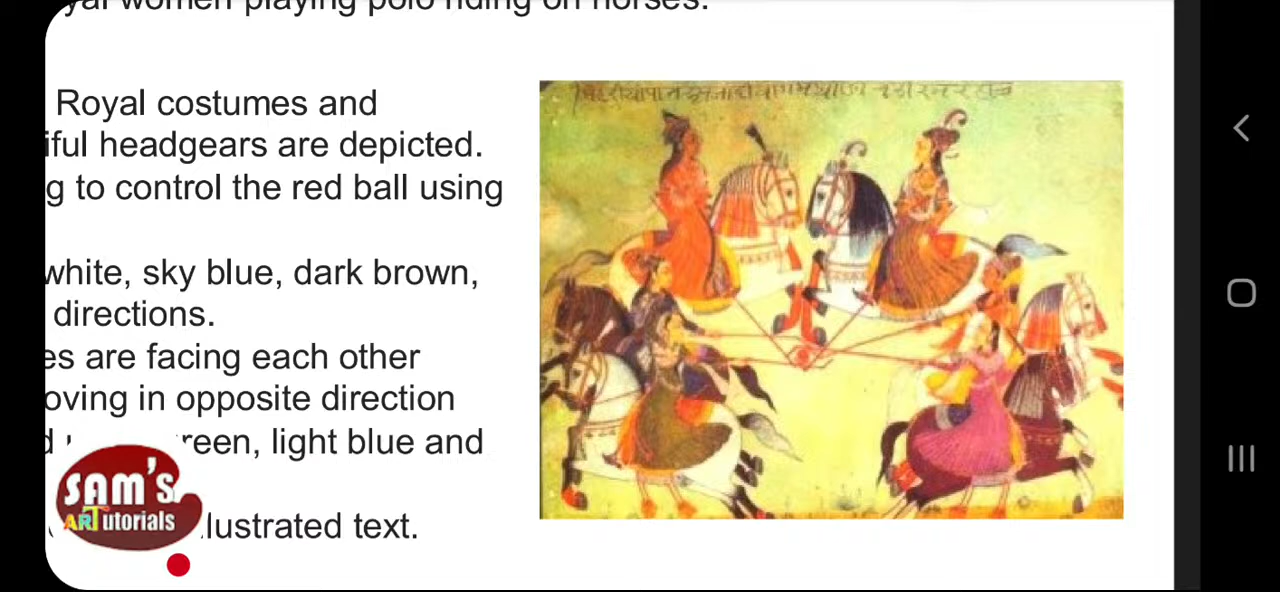 yal women playing polo riding on horses.
Royal costumes and
iful headgears are depicted.
g to control the red ball using
white, sky blue, dark brown,
directions.
es are facing each other
oving in opposite direction
reen, light blue and
lustrated text.
SAM's
ARTutorials